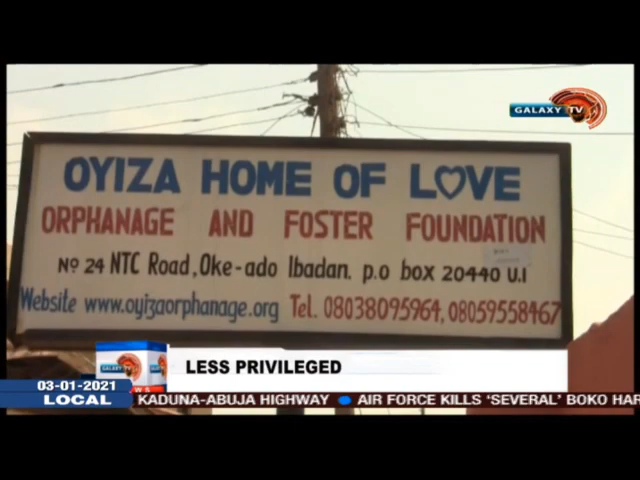 GALAXY TV
OYIZA HOME OF LOVE
ORPHANAGE AND FOSTER FOUNDATION
No 24 NTC Road, Oke-ado Ibadan. p.o box 20440 U.I
Website www.oyizaorphanage.org Tel. 08038095964, 08059558467
GALAXY TV
LESS PRIVILEGED
03-01-2021
LOCAL
KADUNA-ABUJA HIGHWAY AIR FORCE KILLS ‘SEVERAL’ BOKO HAR